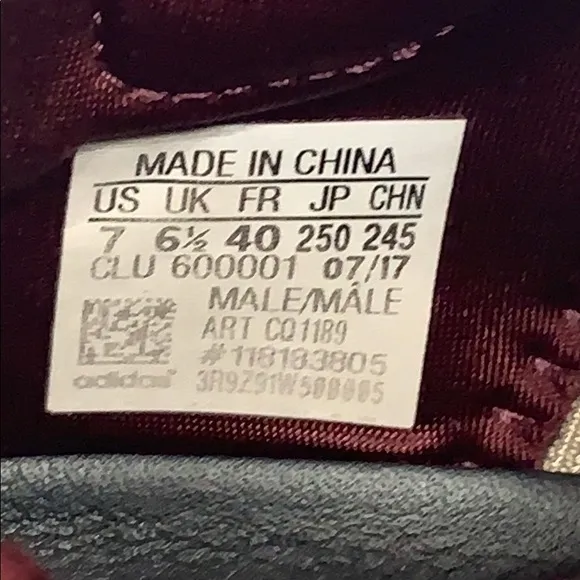 MADE IN CHINA
US UK FR JP CHN
7 6½ 40 250 245
CLU 600001 07/17
MALE/MÂLE
ART CQ1189
#118183805
adidas